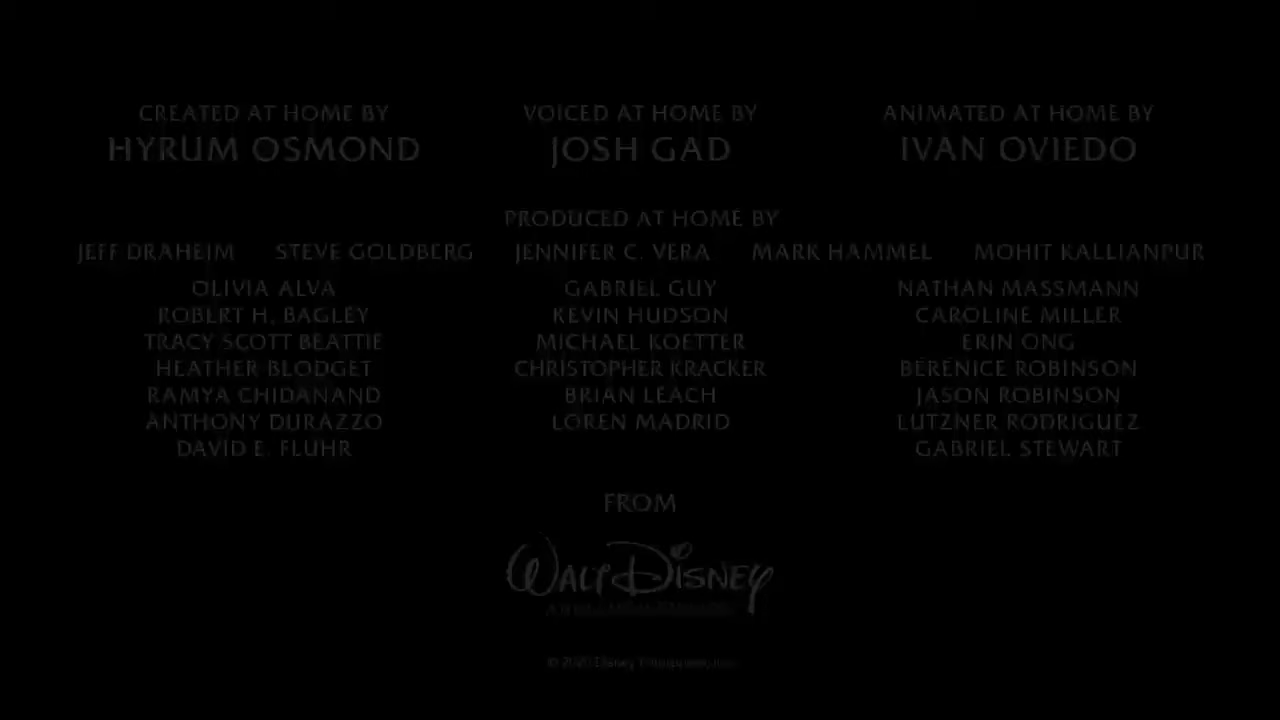 CREATED AT HOME BY
HYRUM OSMOND
VOICED AT HOME BY
JOSH GAD
ANIMATED AT HOME BY
IVAN OVIEDO
PRODUCED AT HOME BY
JEFF DRAHEIM STEVE GOLDBERG JENNIFER C. VERA MARK HAMMEL MOHIT KALLIANPUR
OLIVIA ALVA
ROBERT H. BAGLEY
TRACY SCOTT BEATTIE
HEATHER BLODGET
RAMYA CHIDANAND
ANTHONY DURAZZO
DAVID E. FLUHR
GABRIEL GUY
KEVIN HUDSON
MICHAEL KOETTER
CHRISTOPHER KRACKER
BRIAN LEACH
LOREN MADRID
NATHAN MASSMANN
CAROLINE MILLER
ERIN ONG
BÉRÉNICE ROBINSON
JASON ROBINSON
LUTZNER RODRIGUEZ
GABRIEL STEWART
FROM
WALT DISNEY
© 2020 Disney